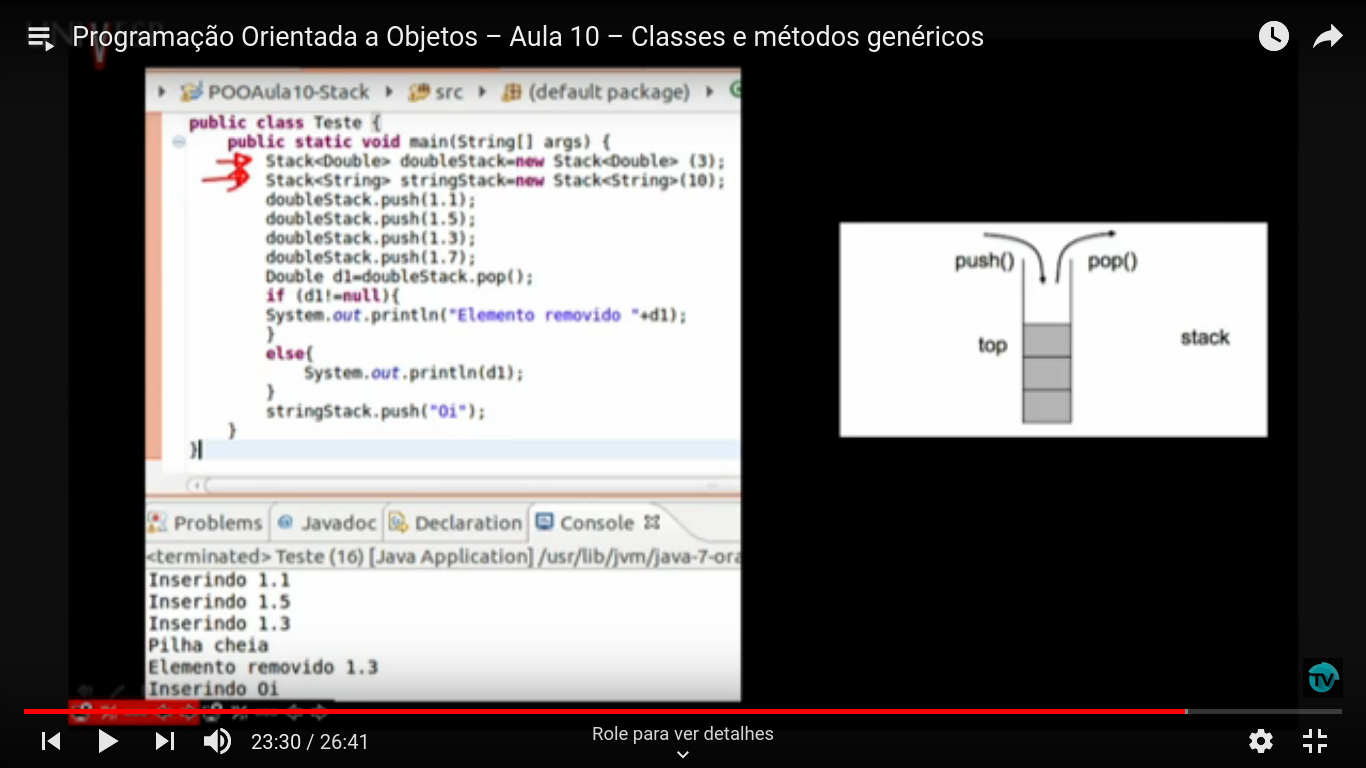 Programação Orientada a Objetos – Aula 10 – Classes e métodos genéricos
POOAula10-Stack src (default package)
public class Teste {
public static void main(String[] args) {
Stack<Double> doubleStack=new Stack<Double> (3);
Stack<String> stringStack=new Stack<String>(10);
doubleStack.push(1.1);
doubleStack.push(1.5);
doubleStack.push(1.3);
doubleStack.push(1.7);
Double d1=doubleStack.pop();
if (d1!=null){
System.out.println("Elemento removido "+d1);
}
else{
System.out.println(d1);
}
stringStack.push("Oi");
}
}
push() pop()
top
stack
Problems Javadoc Declaration Console
<terminated> Teste (16) [Java Application] /usr/lib/jvm/java-7-ora
Inserindo 1.1
Inserindo 1.5
Inserindo 1.3
Pilha cheia
Elemento removido 1.3
Inserindo Oi
TV
23:30 / 26:41
Role para ver detalhes